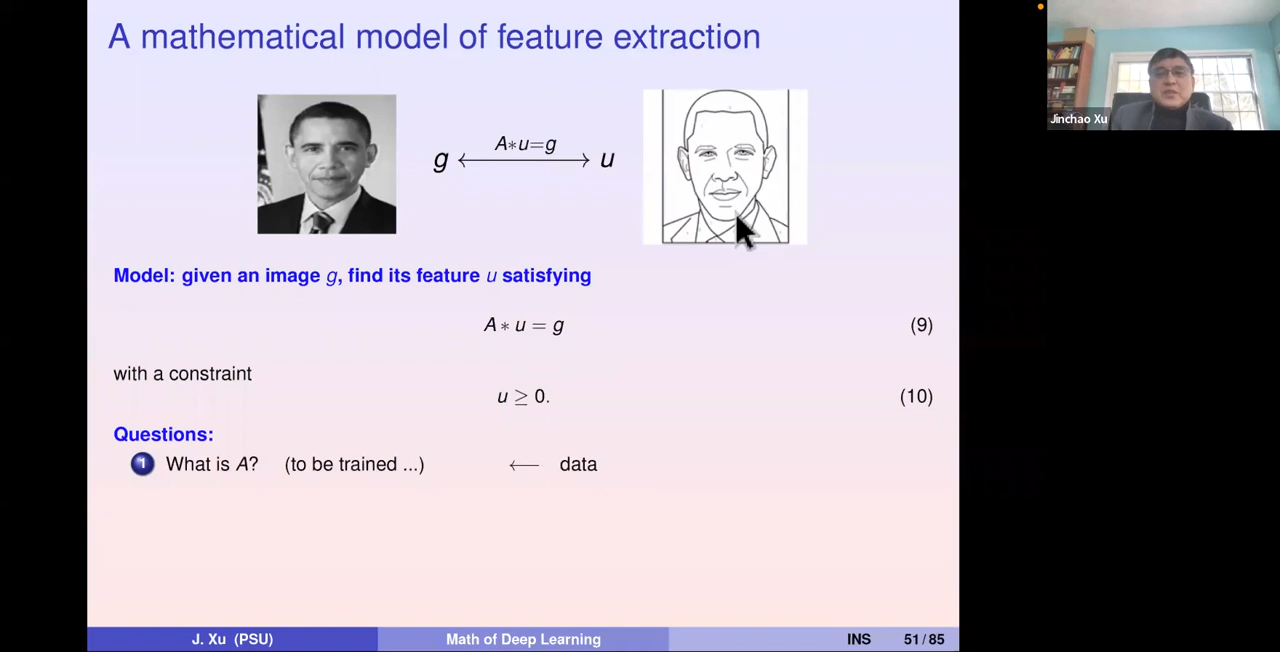 A mathematical model of feature extraction
Jinchao Xu
g A∗u=g u
Model: given an image g, find its feature u satisfying
A ∗ u = g (9)
with a constraint
u ≥ 0. (10)
Questions:
1 What is A? (to be trained ...) ← data
J. Xu (PSU) Math of Deep Learning INS 51 / 85